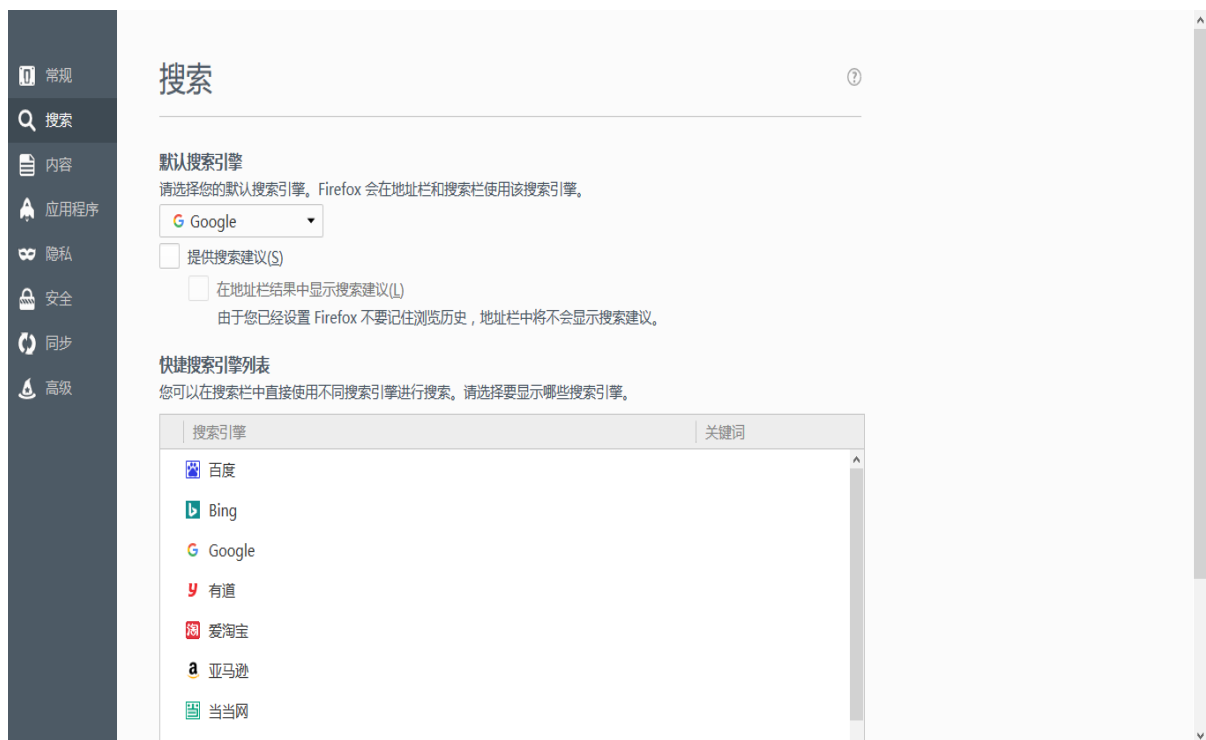 常规
搜索
内容
应用程序
隐私
安全
同步
高级
搜索
默认搜索引擎
请选择您的默认搜索引擎。Firefox 会在地址栏和搜索栏使用该搜索引擎。
Google
提供搜索建议(S)
在地址栏结果中显示搜索建议(L)
由于您已经设置 Firefox 不要记住浏览历史，地址栏中将不会显示搜索建议。
快捷搜索引擎列表
您可以在搜索栏中直接使用不同搜索引擎进行搜索。请选择要显示哪些搜索引擎。
搜索引擎 关键词
百度
Bing
Google
有道
爱淘宝
亚马逊
当当网